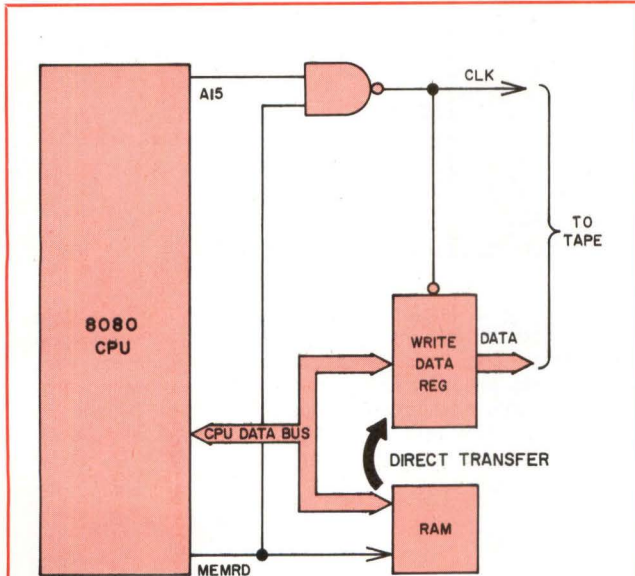 A15
CLK
TO
TAPE
8080
CPU
WRITE
DATA
REG
DATA
CPU DATA BUS
DIRECT TRANSFER
RAM
MEMRD